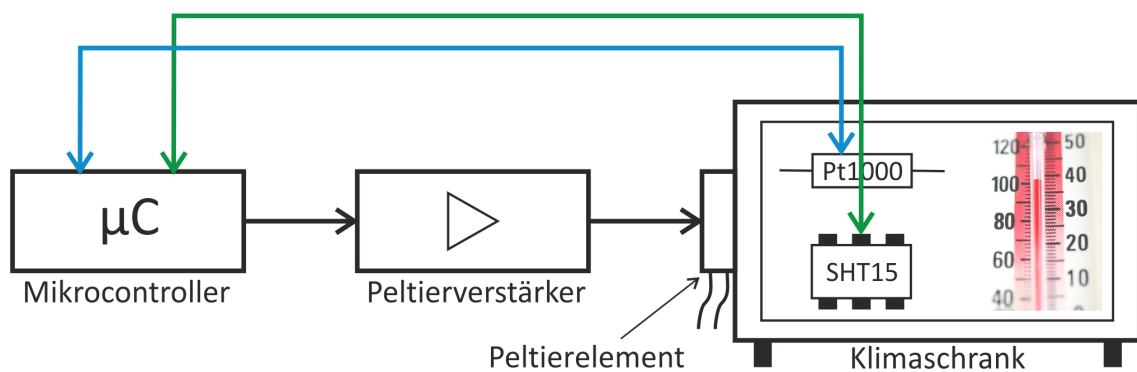 µC
Mikrocontroller
Peltierverstärker
Peltierelement
Klimaschrank
Pt1000
SHT15
120
100
80
60
40
50
40
30
20
10